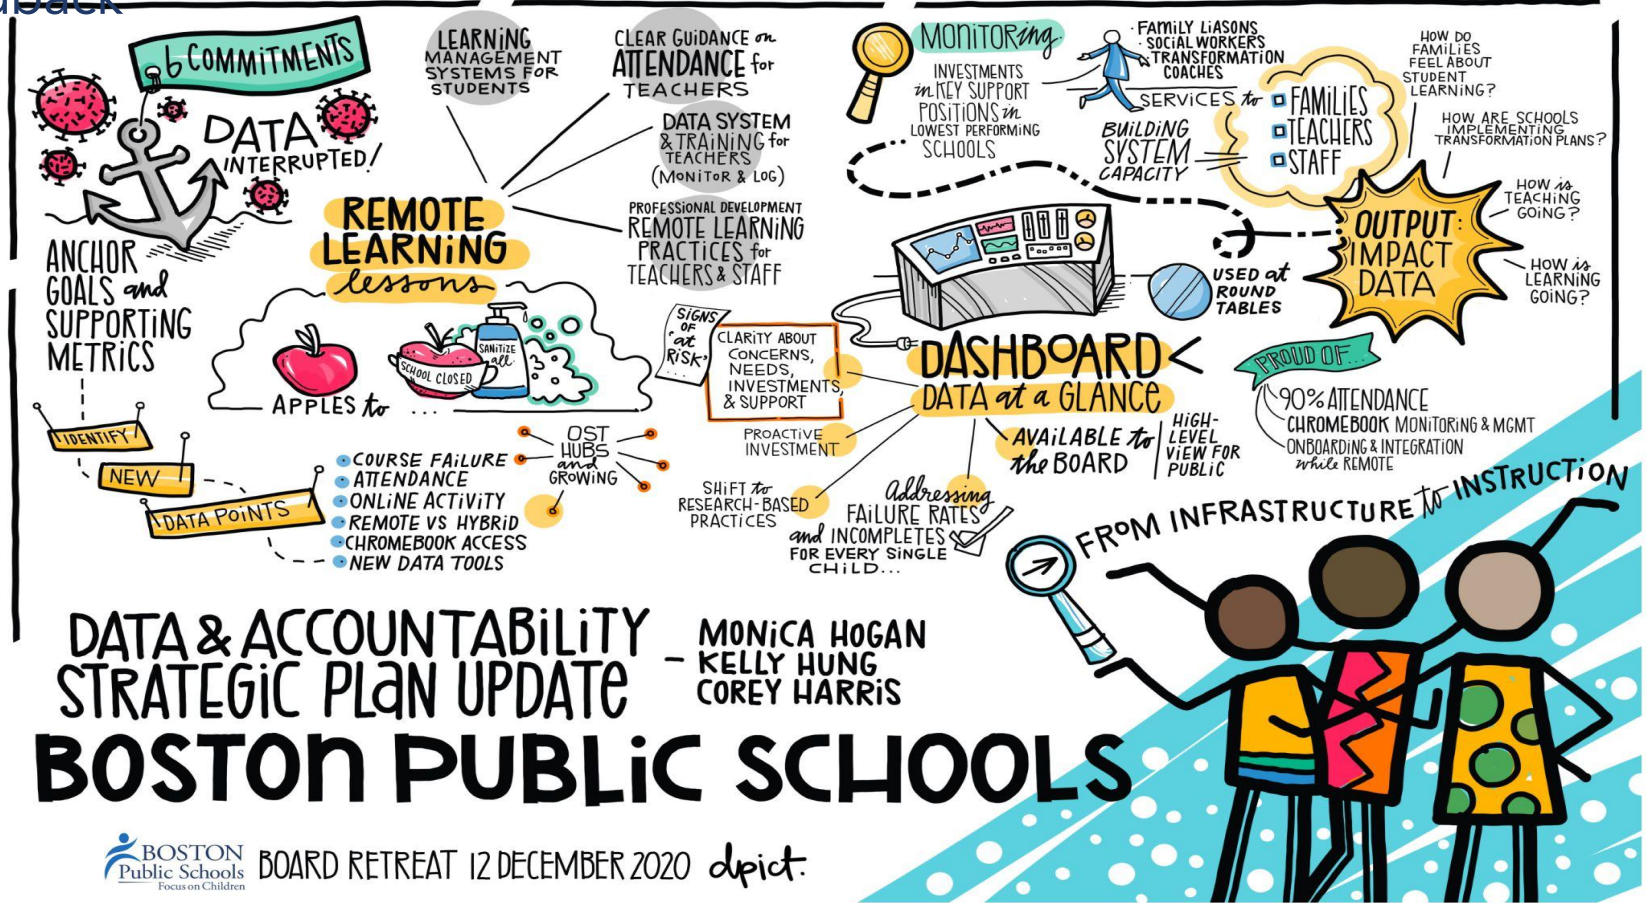 6 COMMITMENTS
DATA
INTERRUPTED!
ANCHOR
GOALS and
SUPPORTING
METRICS
IDENTIFY
NEW
DATA POINTS
COURSE FAILURE
ATTENDANCE
ONLINE ACTIVITY
REMOTE VS HYBRID
CHROMEBOOK ACCESS
NEW DATA TOOLS
REMOTE
LEARNING
lessons
LEARNING
MANAGEMENT
SYSTEMS FOR
STUDENTS
CLEAR GUIDANCE on
ATTENDANCE for
TEACHERS
DATA SYSTEM
& TRAINING for
TEACHERS
(MONITOR & LOG)
PROFESSIONAL DEVELOPMENT
REMOTE LEARNING
PRACTICES for
TEACHERS & STAFF
SCHOOL CLOSED
SANITIZE
all
APPLES to ...
OST
HUBS
and
GROWING
SIGNS
OF
"at
RISK"
...
CLARITY ABOUT
CONCERNS,
NEEDS,
INVESTMENTS,
& SUPPORT
PROACTIVE
INVESTMENT
SHIFT to
RESEARCH-BASED
PRACTICES
Addressing
FAILURE RATES
and INCOMPLETES
FOR EVERY SINGLE
CHILD...
DASHBOARD
DATA at a GLANCE
AVAILABLE to
the BOARD
HIGH-
LEVEL
VIEW FOR
PUBLIC
MONITORing
INVESTMENTS
in KEY SUPPORT
POSITIONS in
LOWEST PERFORMING
SCHOOLS
· FAMILY LIASONS
· SOCIAL WORKERS
· TRANSFORMATION
COACHES
SERVICES to
FAMILIES
TEACHERS
STAFF
BUILDING
SYSTEM
CAPACITY
USED at
ROUND
TABLES
OUTPUT:
IMPACT
DATA
HOW DO
FAMILIES
FEEL ABOUT
STUDENT
LEARNING?
HOW ARE SCHOOLS
IMPLEMENTING
TRANSFORMATION PLANS?
HOW is
TEACHING
GOING?
HOW is
LEARNING
GOING?
PROUD OF...
90% ATTENDANCE
CHROMEBOOK MONITORING & MGMT
ONBOARDING & INTEGRATION
while REMOTE
FROM INFRASTRUCTURE to INSTRUCTION
DATA & ACCOUNTABILITY
STRATEGIC PLAN UPDATE
- MONICA HOGAN
KELLY HUNG
COREY HARRIS
BOSTON PUBLIC SCHOOLS
BOSTON
Public Schools
Focus on Children
BOARD RETREAT 12 DECEMBER 2020 dpict.